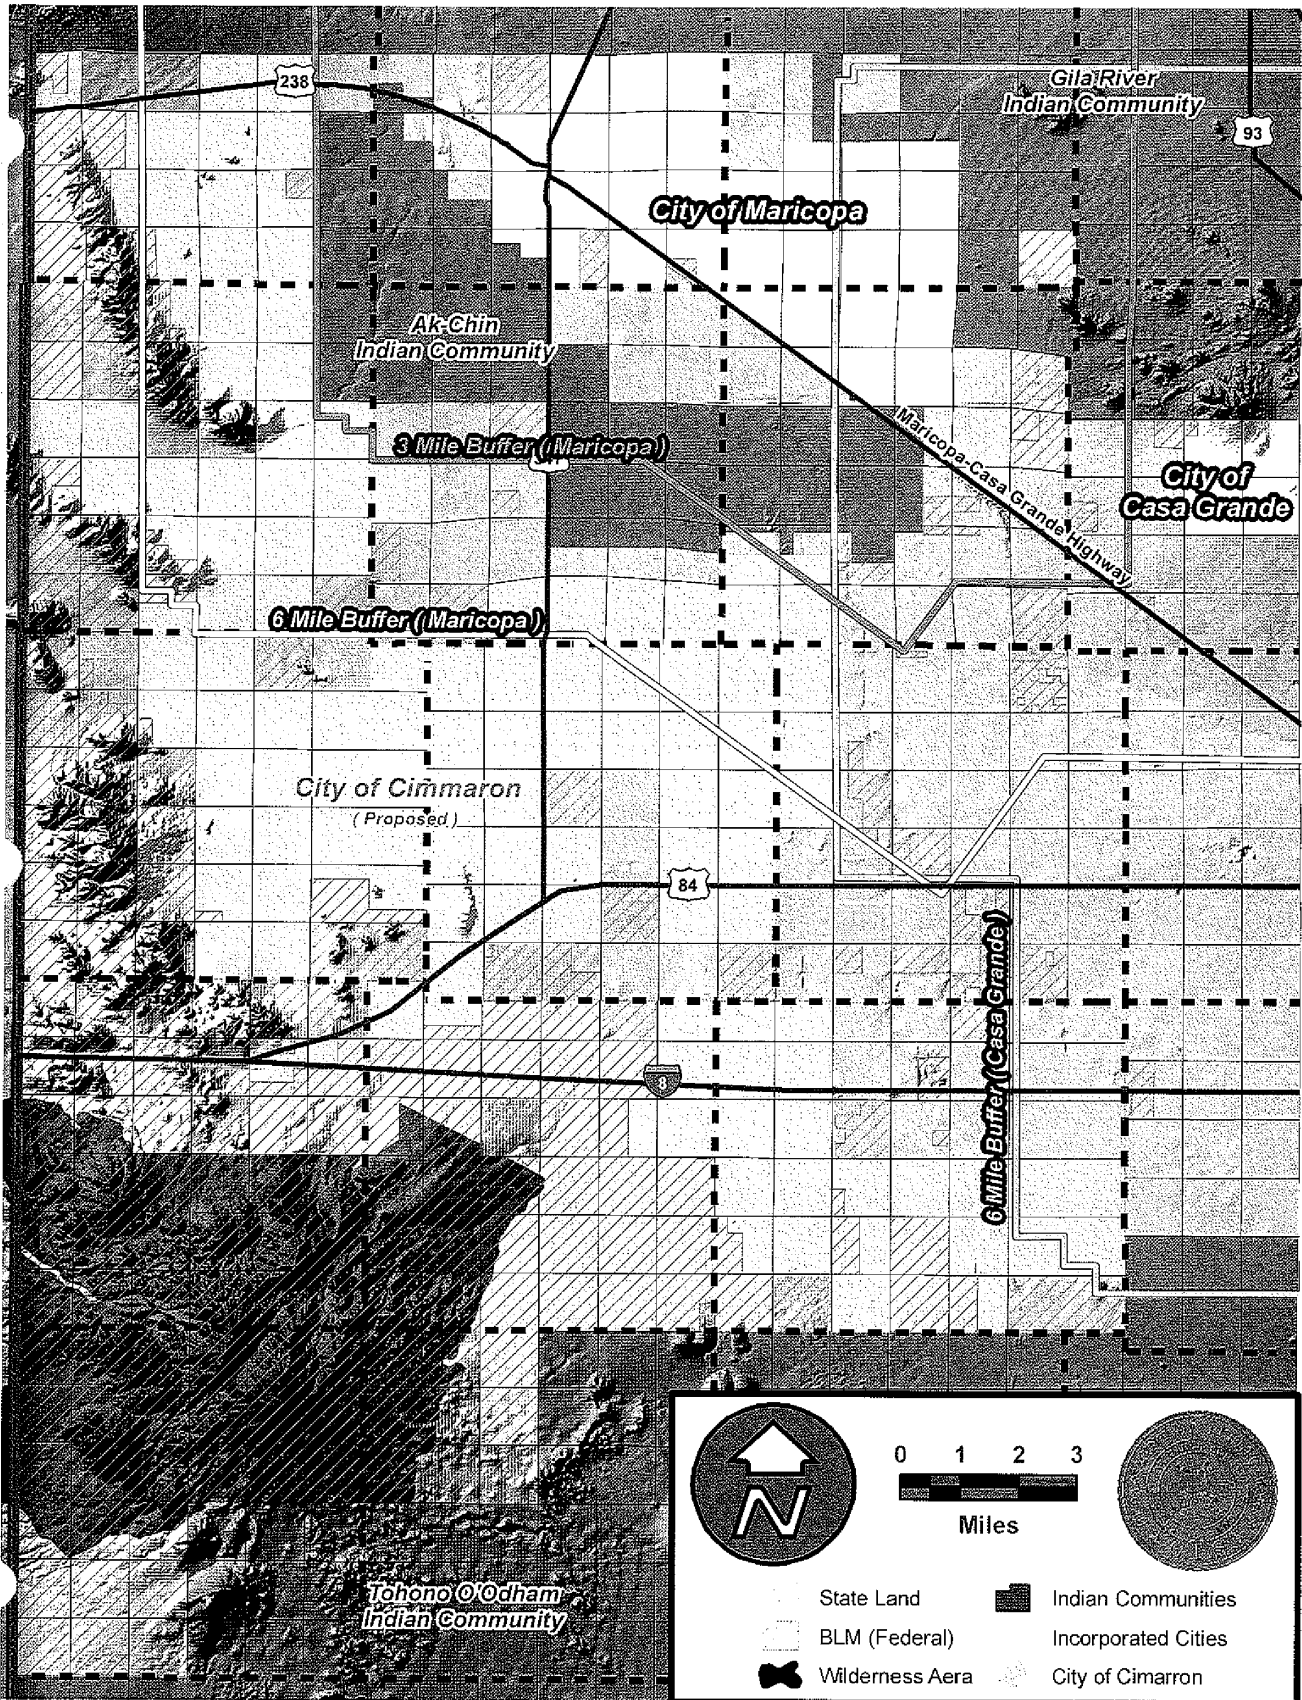 238
Gila River
Indian Community
93
City of Maricopa
Ak-Chin
Indian Community
3 Mile Buffer ( Maricopa )
Maricopa-Casa Grande Highway
City of
Casa Grande
6 Mile Buffer ( Maricopa )
City of Cimmaron
( Proposed )
84
6 Mile Buffer (Casa Grande)
8
Tohono O'Odham
Indian Community
N
0 1 2 3
Miles
State Land
Indian Communities
BLM (Federal)
Incorporated Cities
Wilderness Aera
City of Cimarron